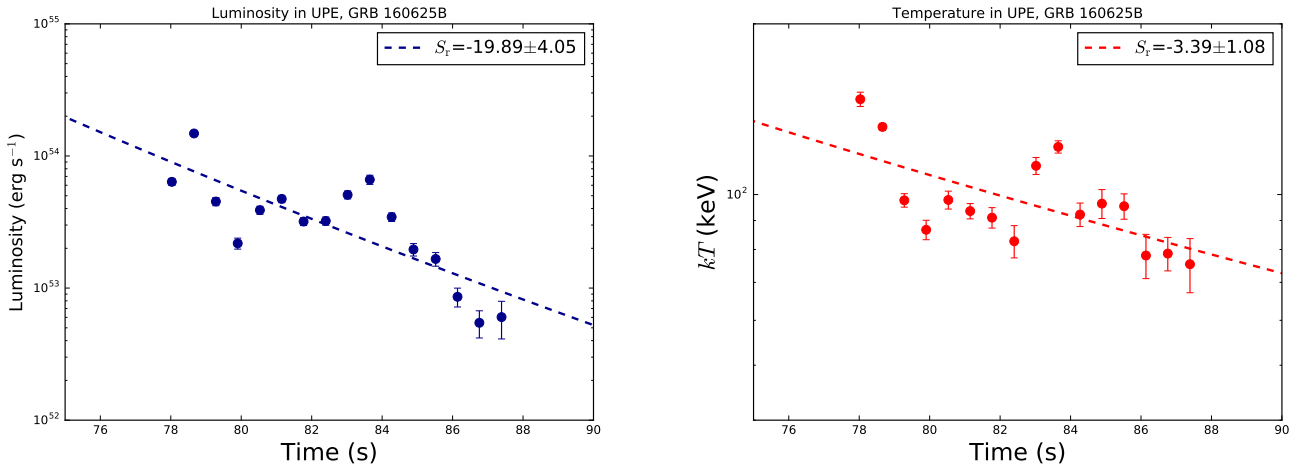 Luminosity in UPE, GRB 160625B
10^55
10^54
10^53
10^52
Luminosity (erg s^−1)
S_r=-19.89±4.05
76 78 80 82 84 86 88 90
Time (s)
Temperature in UPE, GRB 160625B
10^2
kT (keV)
S_r=-3.39±1.08
76 78 80 82 84 86 88 90
Time (s)